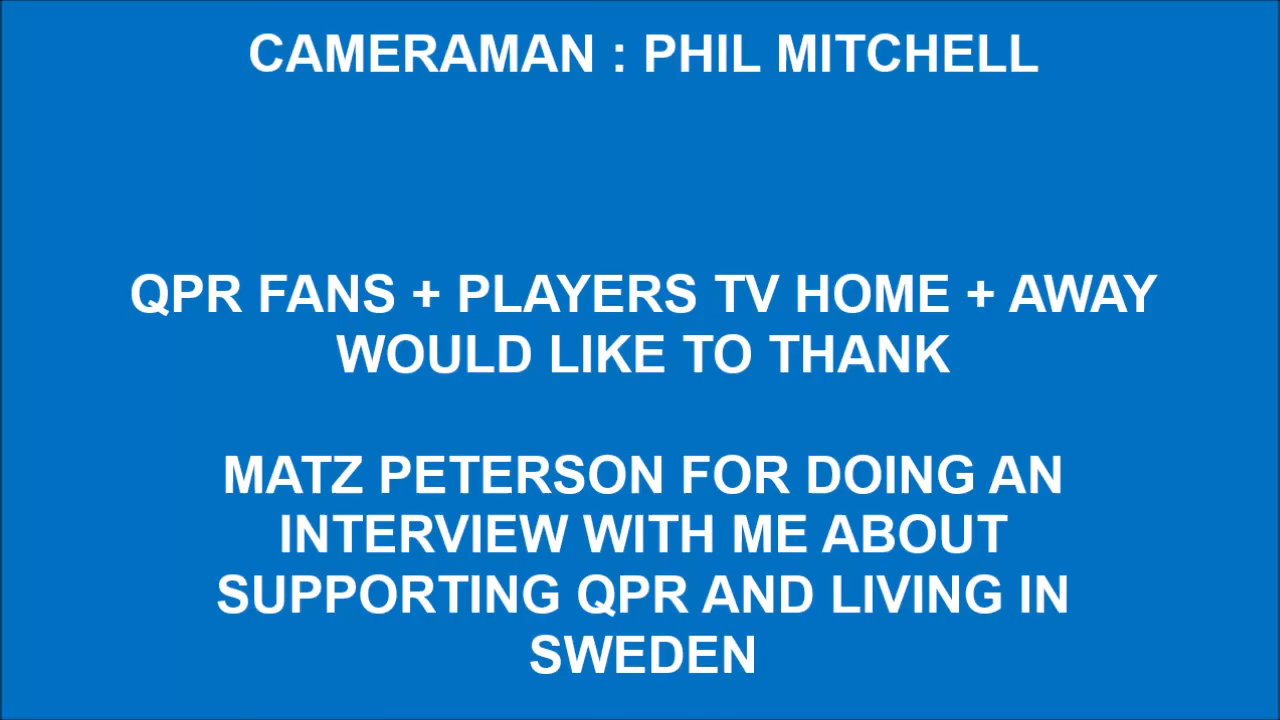 CAMERAMAN : PHIL MITCHELL
QPR FANS + PLAYERS TV HOME + AWAY
WOULD LIKE TO THANK
MATZ PETERSON FOR DOING AN
INTERVIEW WITH ME ABOUT
SUPPORTING QPR AND LIVING IN
SWEDEN